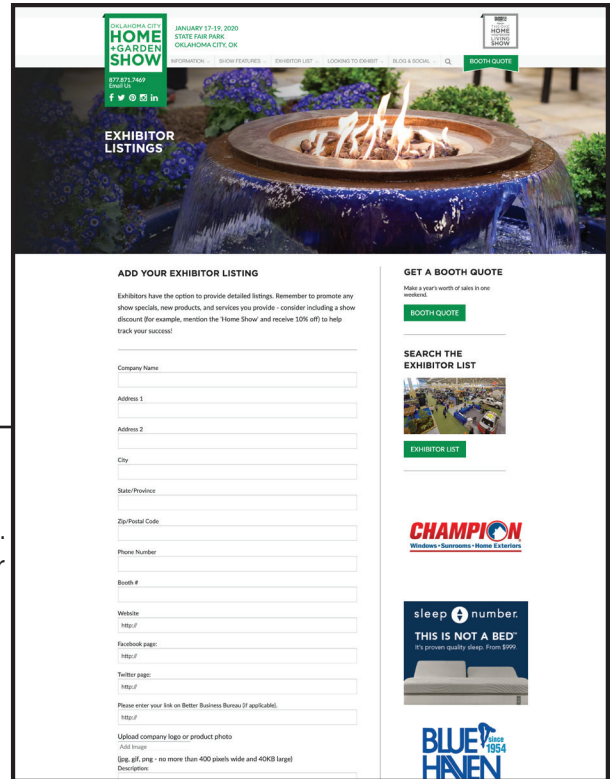 OKLAHOMA CITY
HOME
+GARDEN
SHOW
JANUARY 17-19, 2020
STATE FAIR PARK
OKLAHOMA CITY, OK
HOME
LIVING
SHOW
INFORMATION
SHOW FEATURES
EXHIBITOR LIST
LOOKING TO EXHIBIT
BLOG & SOCIAL
BOOTH QUOTE
877.871.7469
Email Us
EXHIBITOR
LISTINGS
ADD YOUR EXHIBITOR LISTING
Exhibitors have the option to provide detailed listings. Remember to promote any
show specials, new products, and services you provide - consider including a show
discount (for example, mention the 'Home Show' and receive 10% off) to help
track your success!
Company Name
Address 1
Address 2
City
State/Province
Zip/Postal Code
Phone Number
Booth #
Website
http://
Facebook page:
http://
Twitter page:
http://
Please enter your link on Better Business Bureau (if applicable).
http://
Upload company logo or product photo
Add Image
(jpg, gif, png - no more than 400 pixels wide and 40KB large)
Description:
GET A BOOTH QUOTE
Make a year's worth of sales in one
weekend.
BOOTH QUOTE
SEARCH THE
EXHIBITOR LIST
EXHIBITOR LIST
CHAMPION
Windows • Sunrooms • Home Exteriors
sleep number.
THIS IS NOT A BED™
It's proven quality sleep. From $999.
BLUE
since
1954
HAVEN